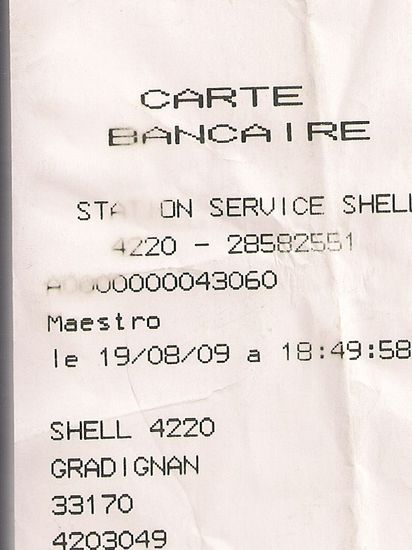 CARTE
BANCAIRE
STATION SERVICE SHELL
4220 - 28582551
A0000000043060
Maestro
le 19/08/09 a 18:49:58
SHELL 4220
GRADIGNAN
33170
4203049